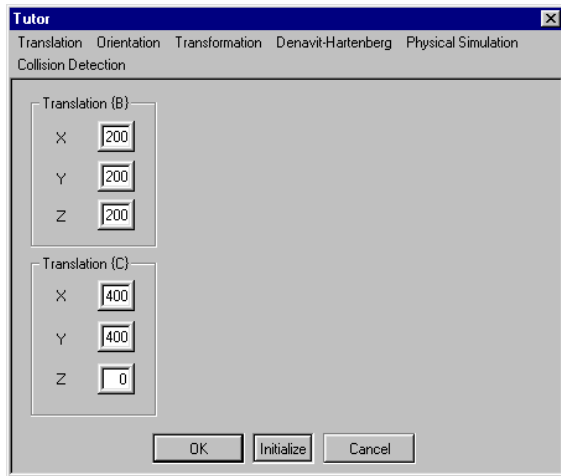 Tutor
Translation Orientation Transformation Denavit-Hartenberg Physical Simulation
Collision Detection
Translation {B}
X 200
Y 200
Z 200
Translation {C}
X 400
Y 400
Z 0
OK Initialize Cancel